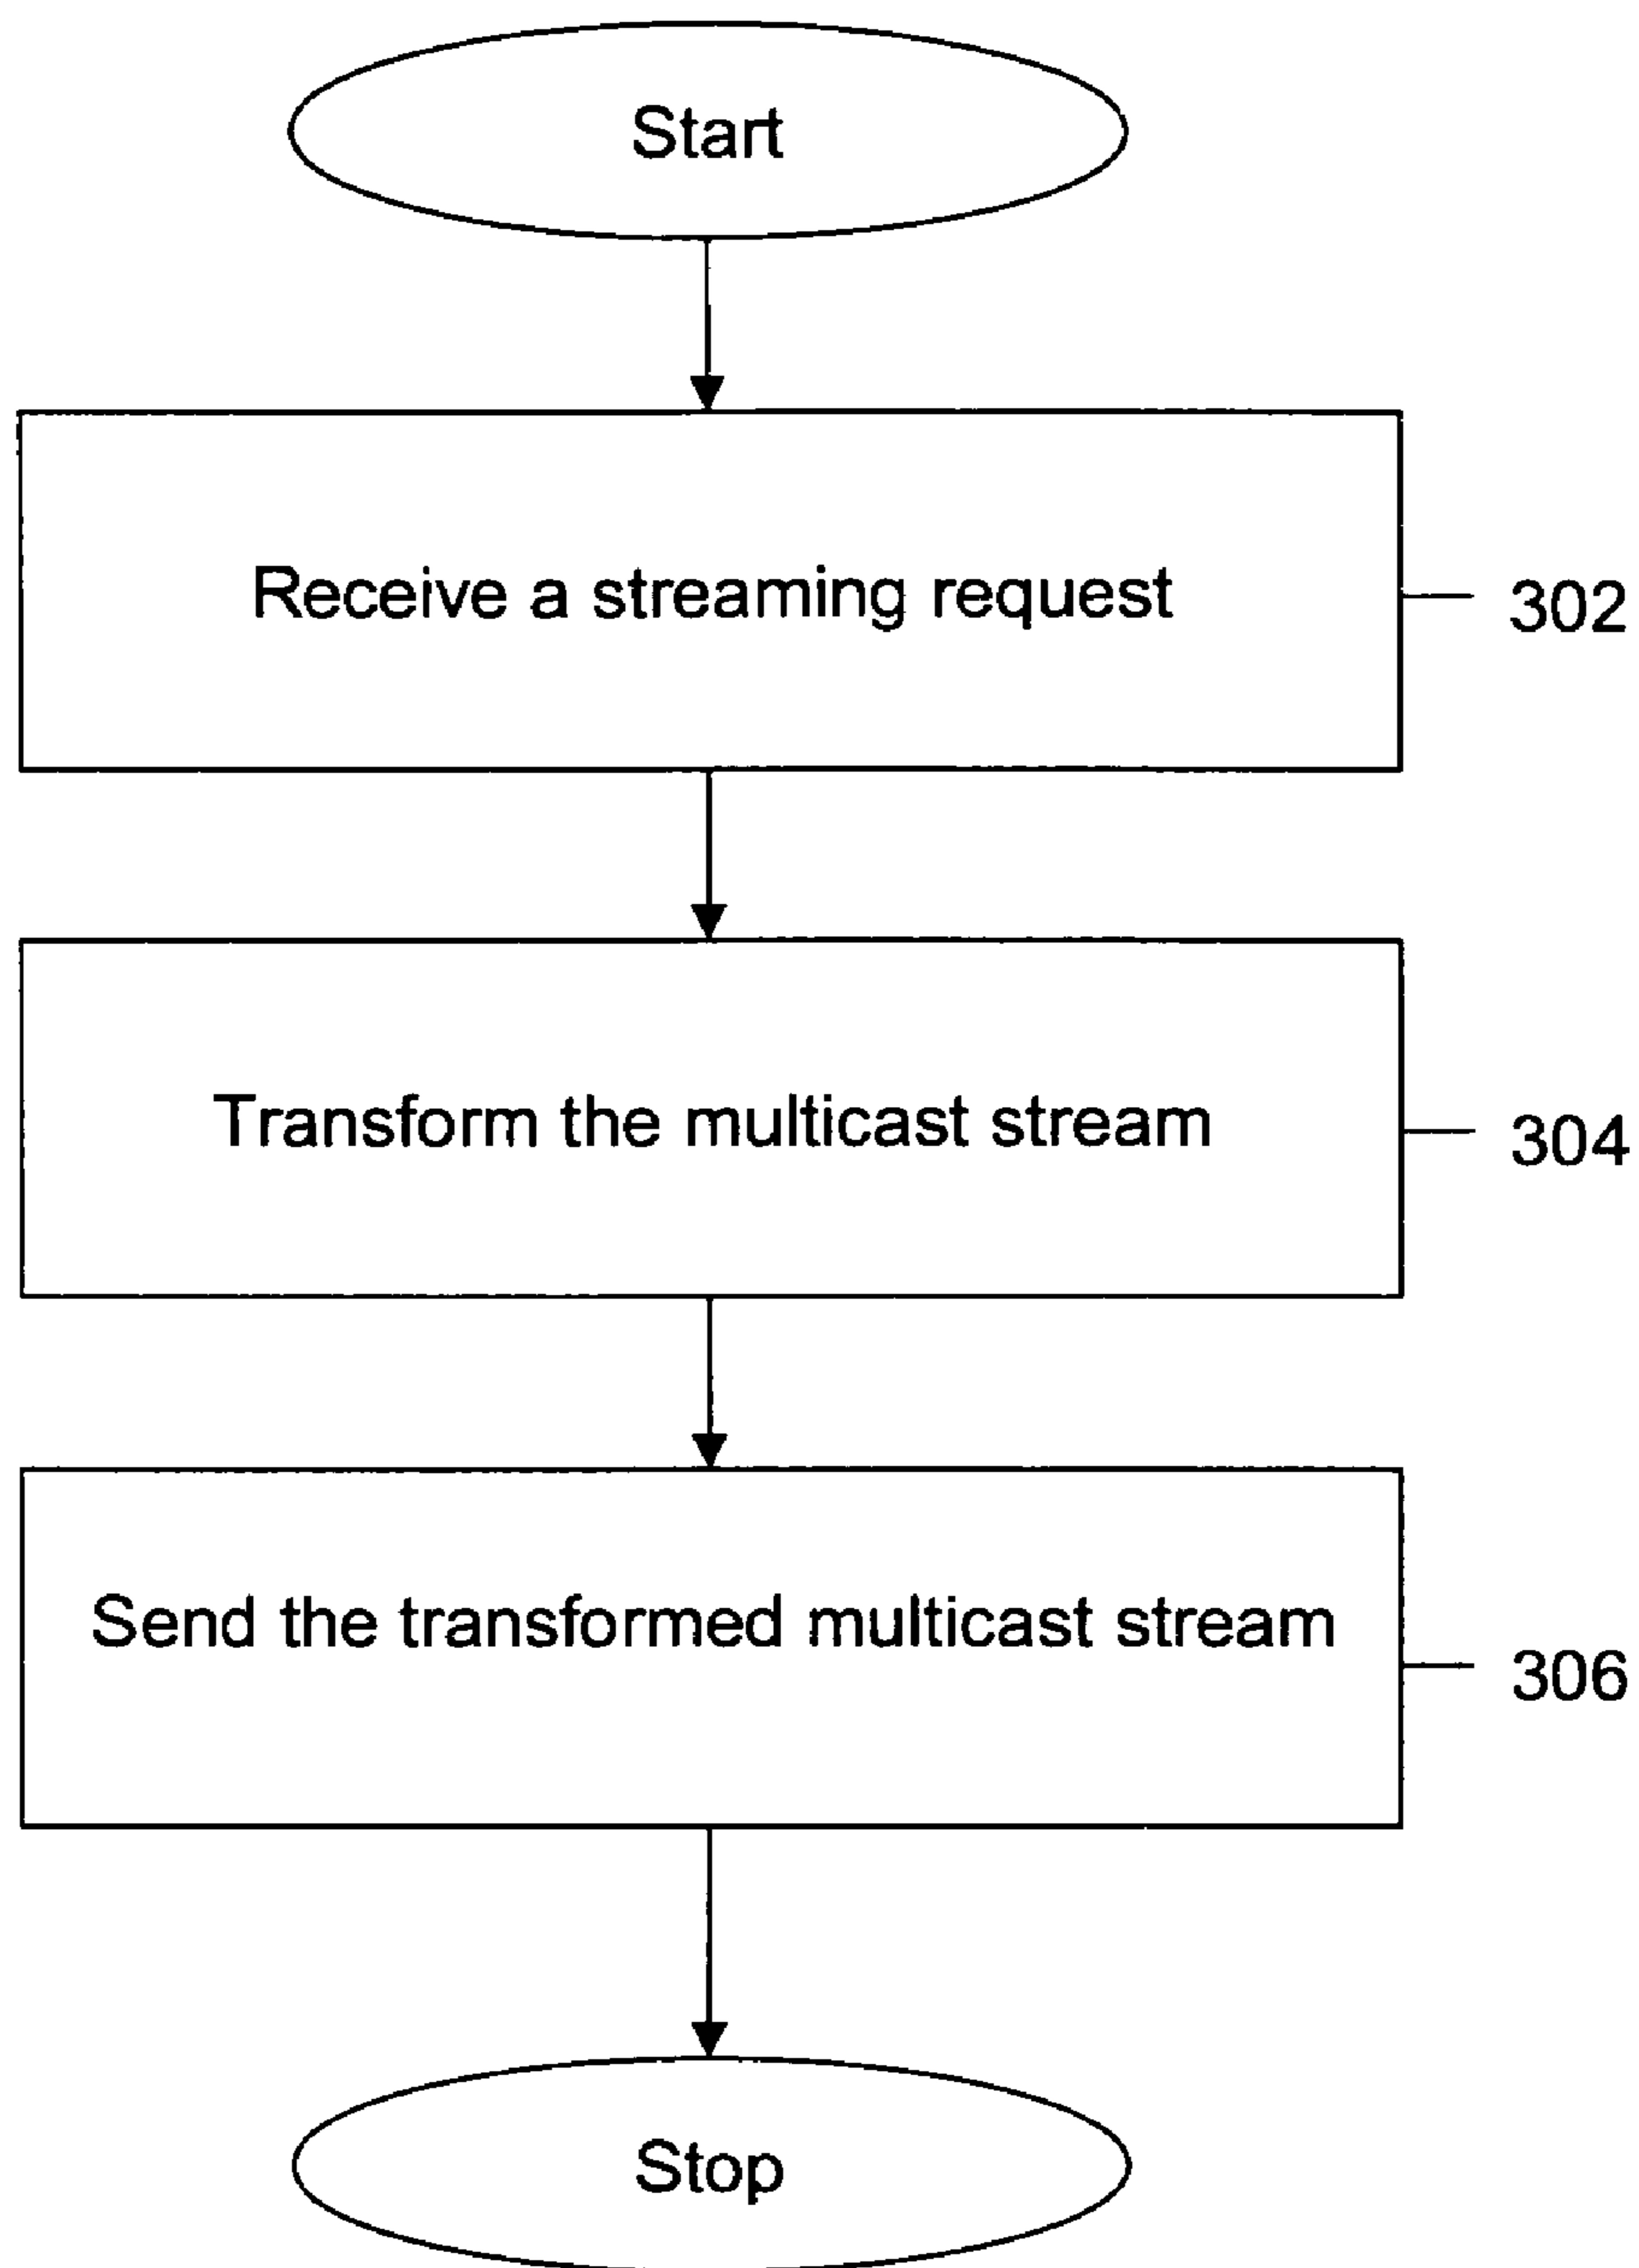 Start
Receive a streaming request
302
Transform the multicast stream
304
Send the transformed multicast stream
306
Stop